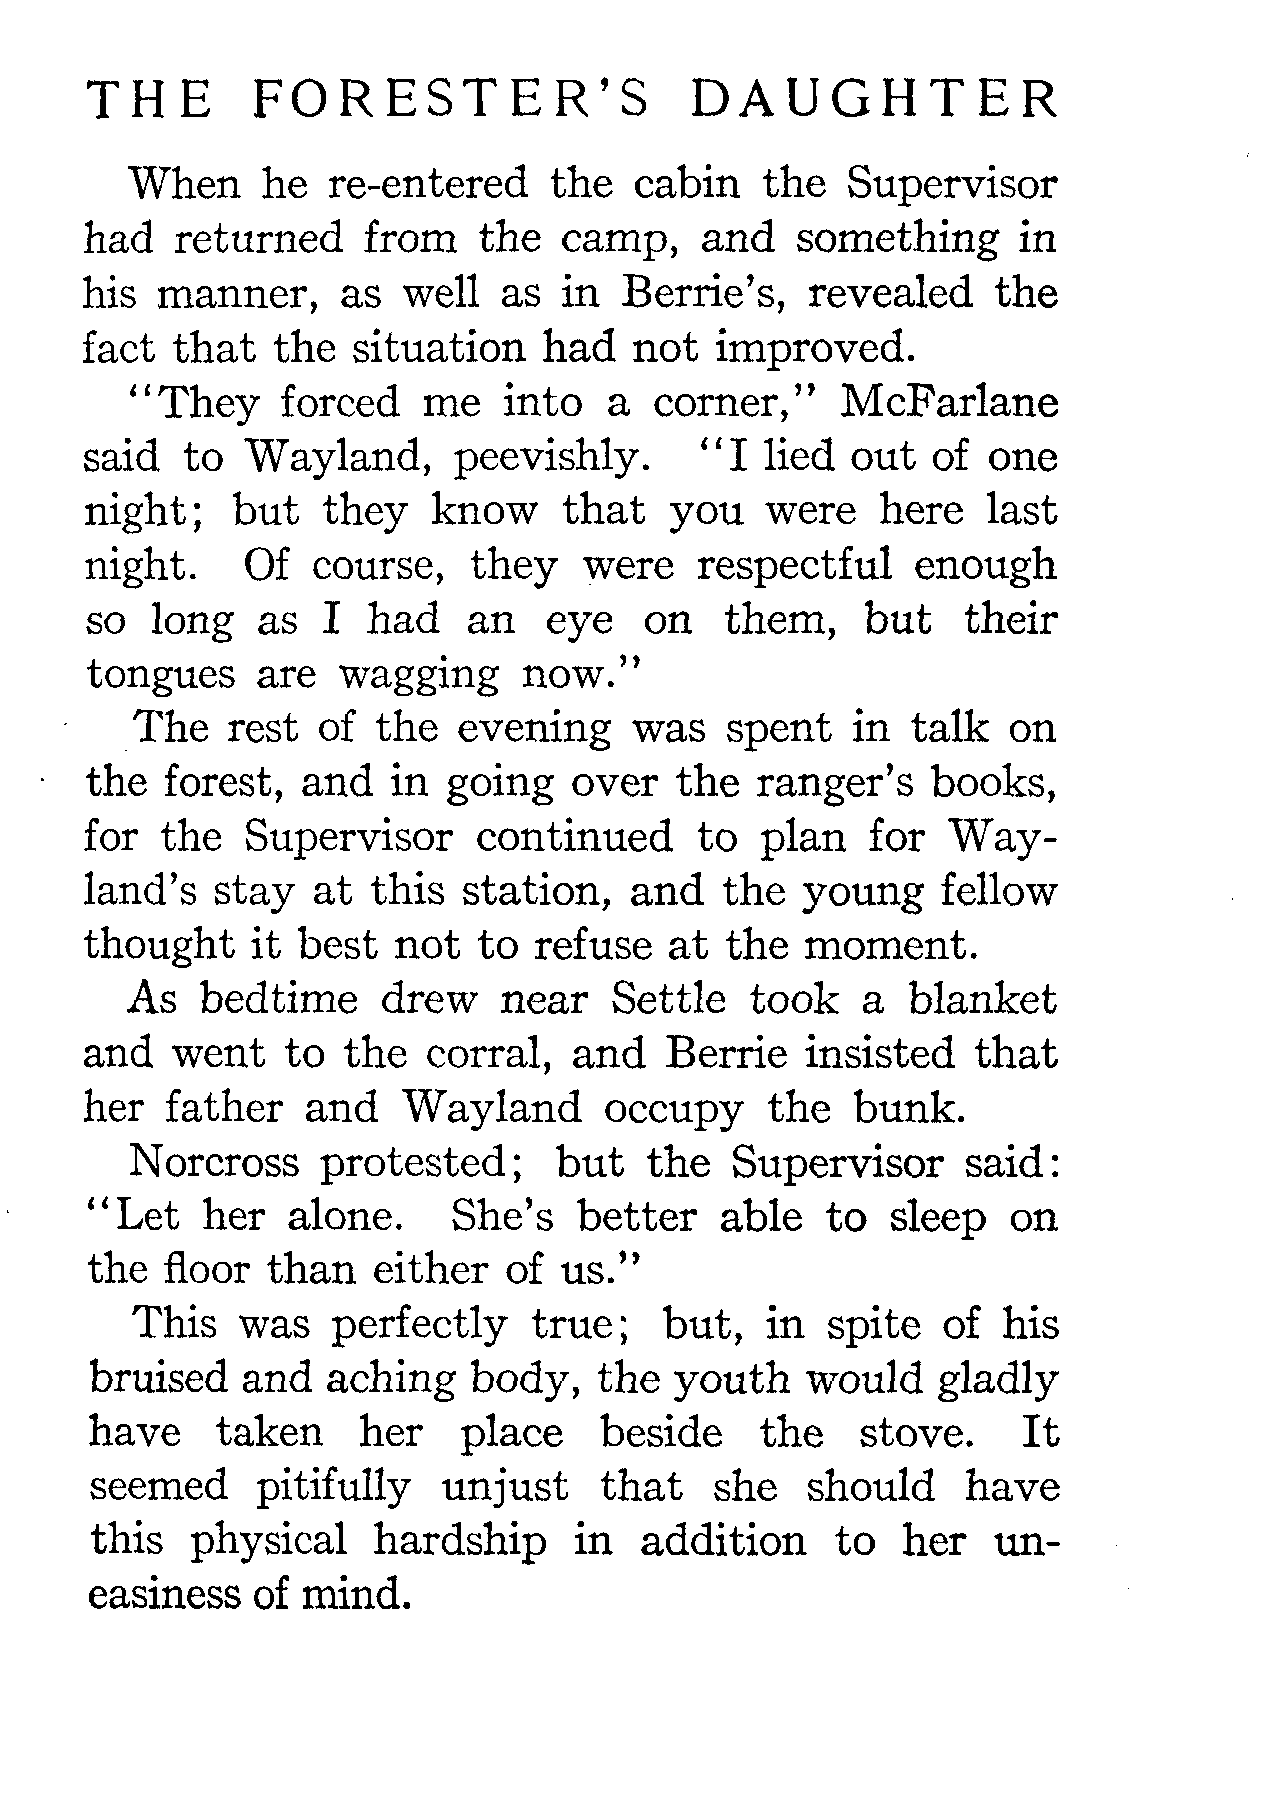 THE FORESTER'S DAUGHTER
When he re-entered the cabin the Supervisor
had returned from the camp, and something in
his manner, as well as in Berrie's, revealed the
fact that the situation had not improved.
"They forced me into a corner," McFarlane
said to Wayland, peevishly. "I lied out of one
night; but they know that you were here last
night. Of course, they were respectful enough
so long as I had an eye on them, but their
tongues are wagging now."
The rest of the evening was spent in talk on
the forest, and in going over the ranger's books,
for the Supervisor continued to plan for Way-
land's stay at this station, and the young fellow
thought it best not to refuse at the moment.
As bedtime drew near Settle took a blanket
and went to the corral, and Berrie insisted that
her father and Wayland occupy the bunk.
Norcross protested; but the Supervisor said:
"Let her alone. She's better able to sleep on
the floor than either of us."
This was perfectly true; but, in spite of his
bruised and aching body, the youth would gladly
have taken her place beside the stove. It
seemed pitifully unjust that she should have
this physical hardship in addition to her un-
easiness of mind.